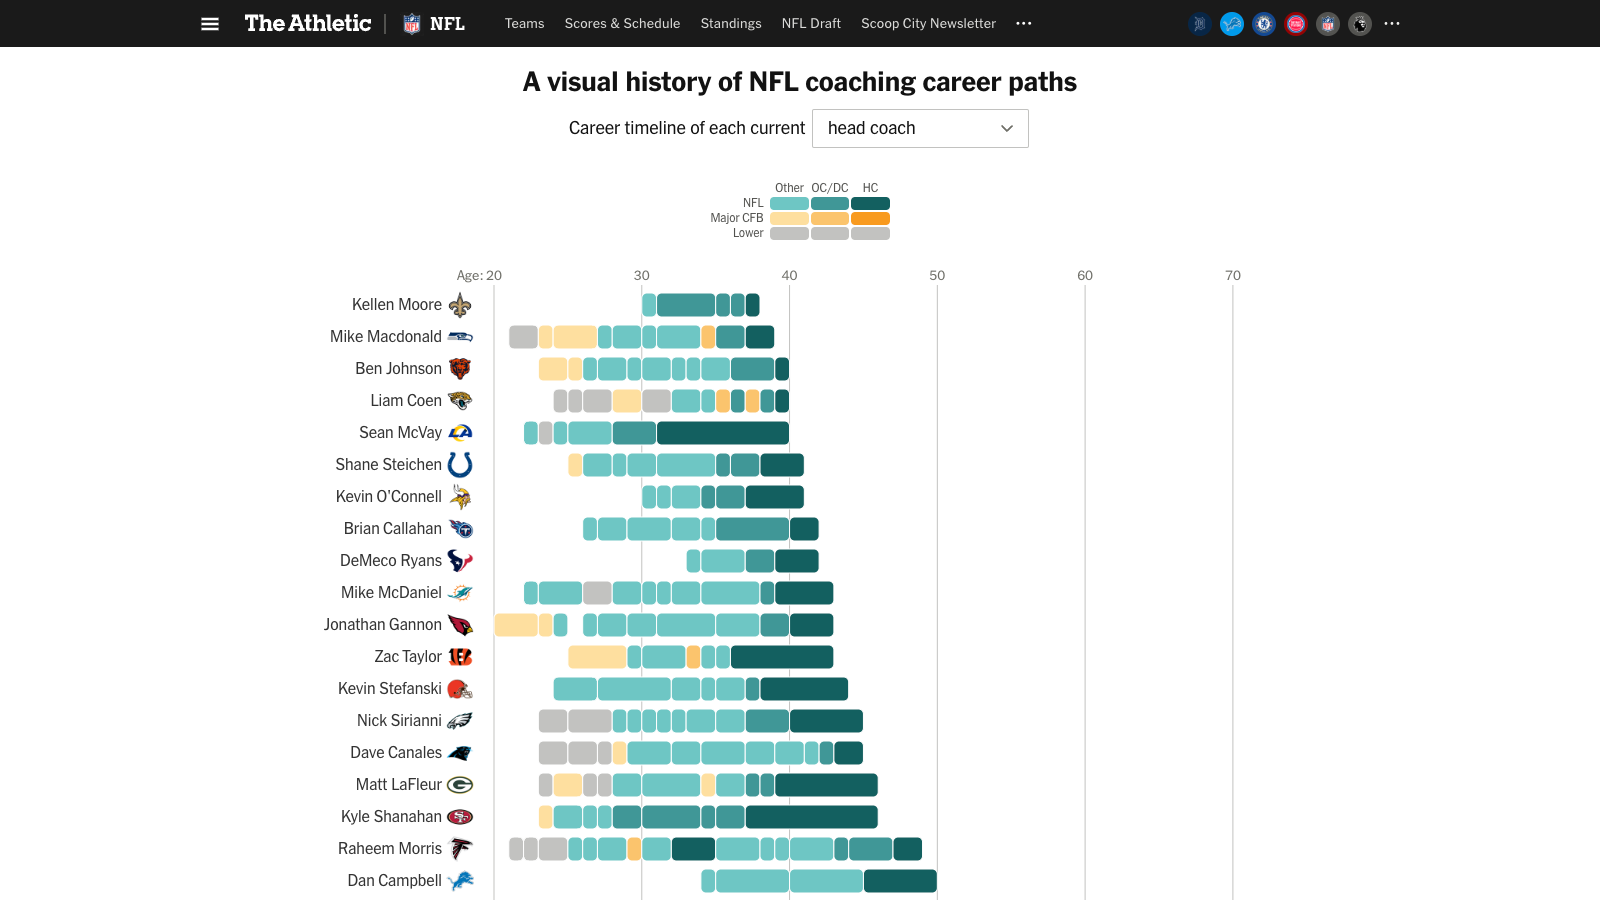 The Athletic NFL Teams Scores & Schedule Standings NFL Draft Scoop City Newsletter
A visual history of NFL coaching career paths
Career timeline of each current head coach
Other OC/DC HC
NFL
Major CFB
Lower
Age: 20 30 40 50 60 70
Kellen Moore
Mike Macdonald
Ben Johnson
Liam Coen
Sean McVay
Shane Steichen
Kevin O'Connell
Brian Callahan
DeMeco Ryans
Mike McDaniel
Jonathan Gannon
Zac Taylor
Kevin Stefanski
Nick Sirianni
Dave Canales
Matt LaFleur
Kyle Shanahan
Raheem Morris
Dan Campbell